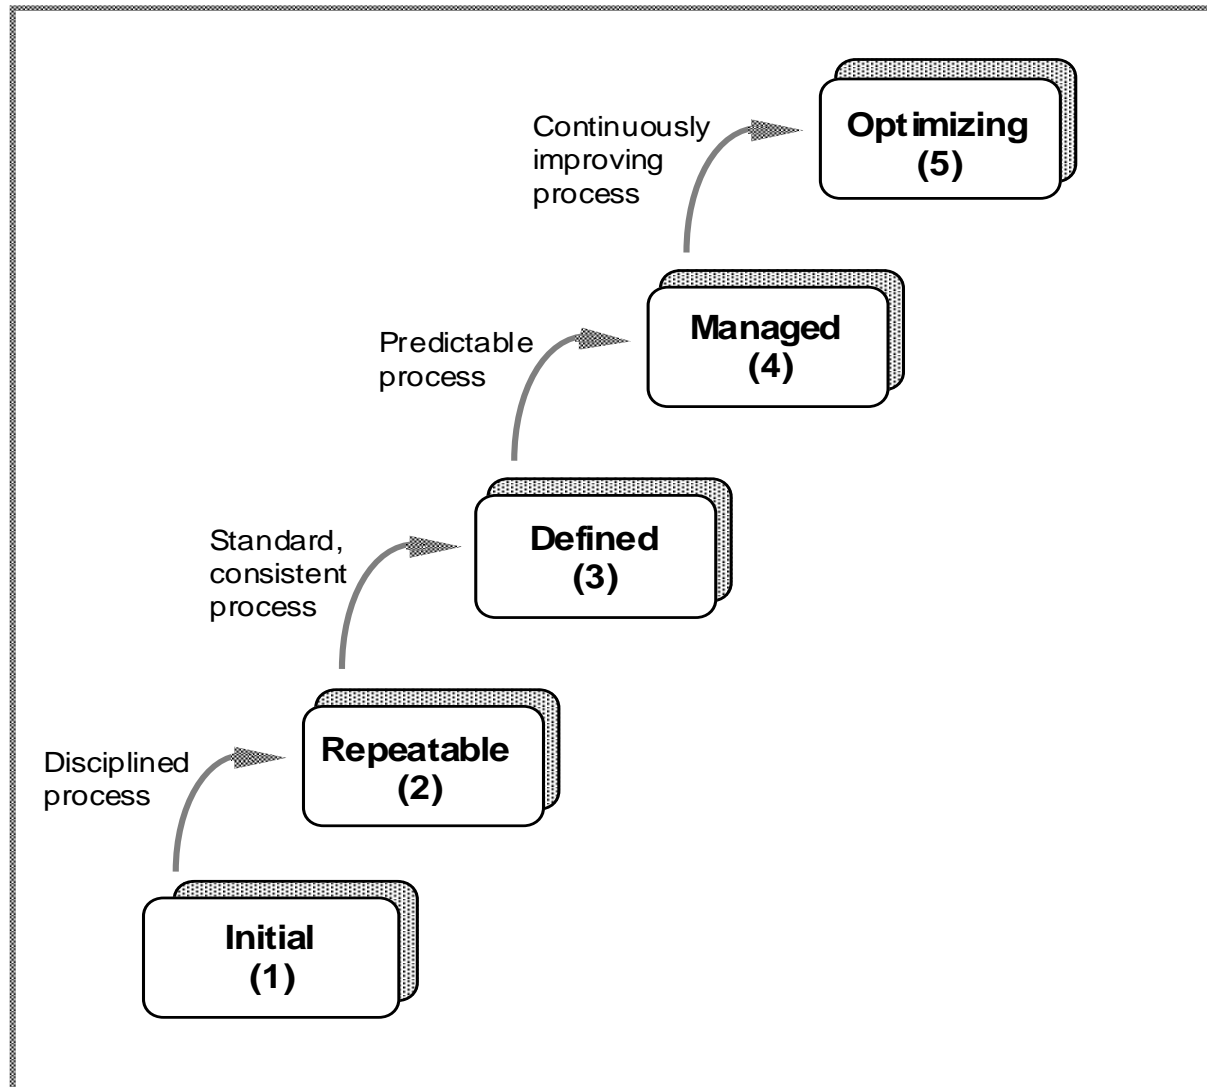 Continuously
improving
process
Optimizing
(5)
Predictable
process
Managed
(4)
Standard,
consistent
process
Defined
(3)
Disciplined
process
Repeatable
(2)
Initial
(1)